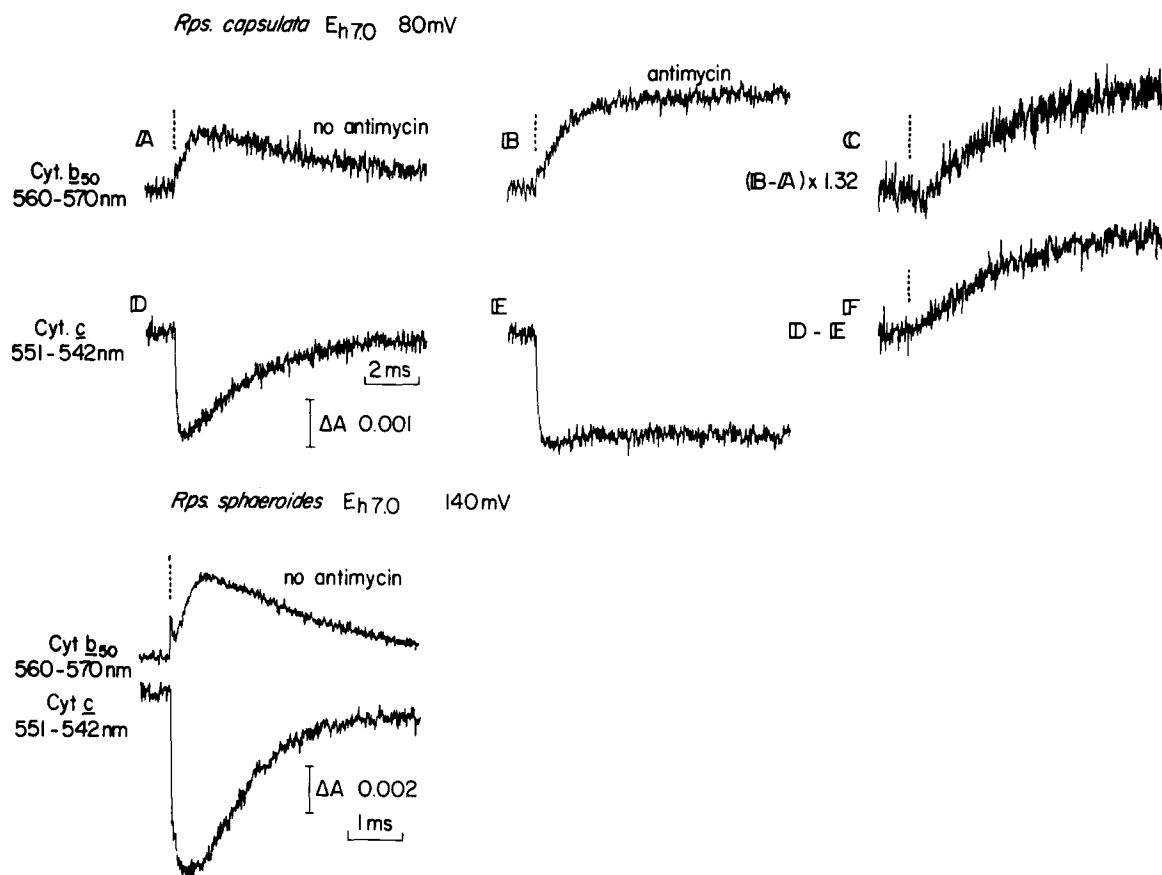 Rps. capsulata Eh7.0 80mV
A
no antimycin
Cyt. b50
560-570nm
B
antimycin
C
(B-A) x 1.32
D
Cyt. c
551-542nm
2 ms
ΔA 0.001
E
F
D - E
Rps. sphaeroides Eh7.0 140mV
no antimycin
Cyt b50
560-570nm
Cyt c
551-542nm
ΔA 0.002
1 ms